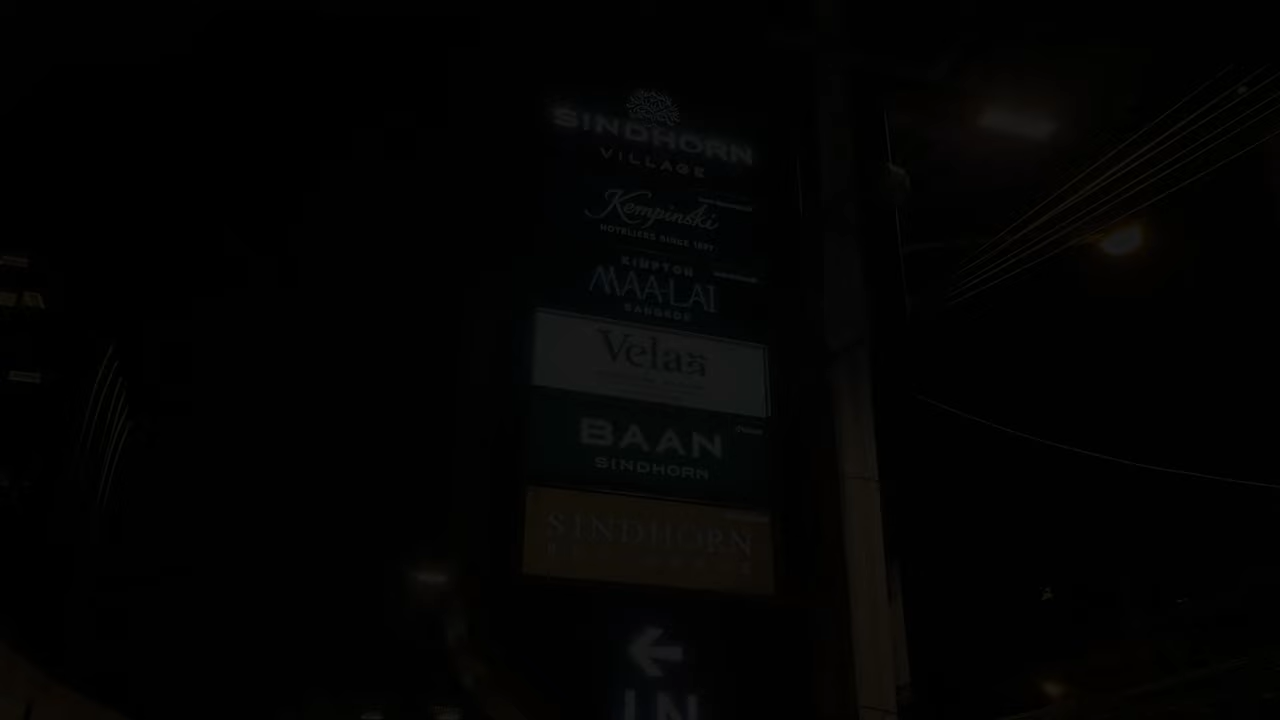 SINDHORN
VILLAGE
Kempinski
HOTELIERS SINCE 1897
KIMPTON
MAA-LAI
BANGKOK
Velaa
BAAN
SINDHORN
SINDHORN
IN